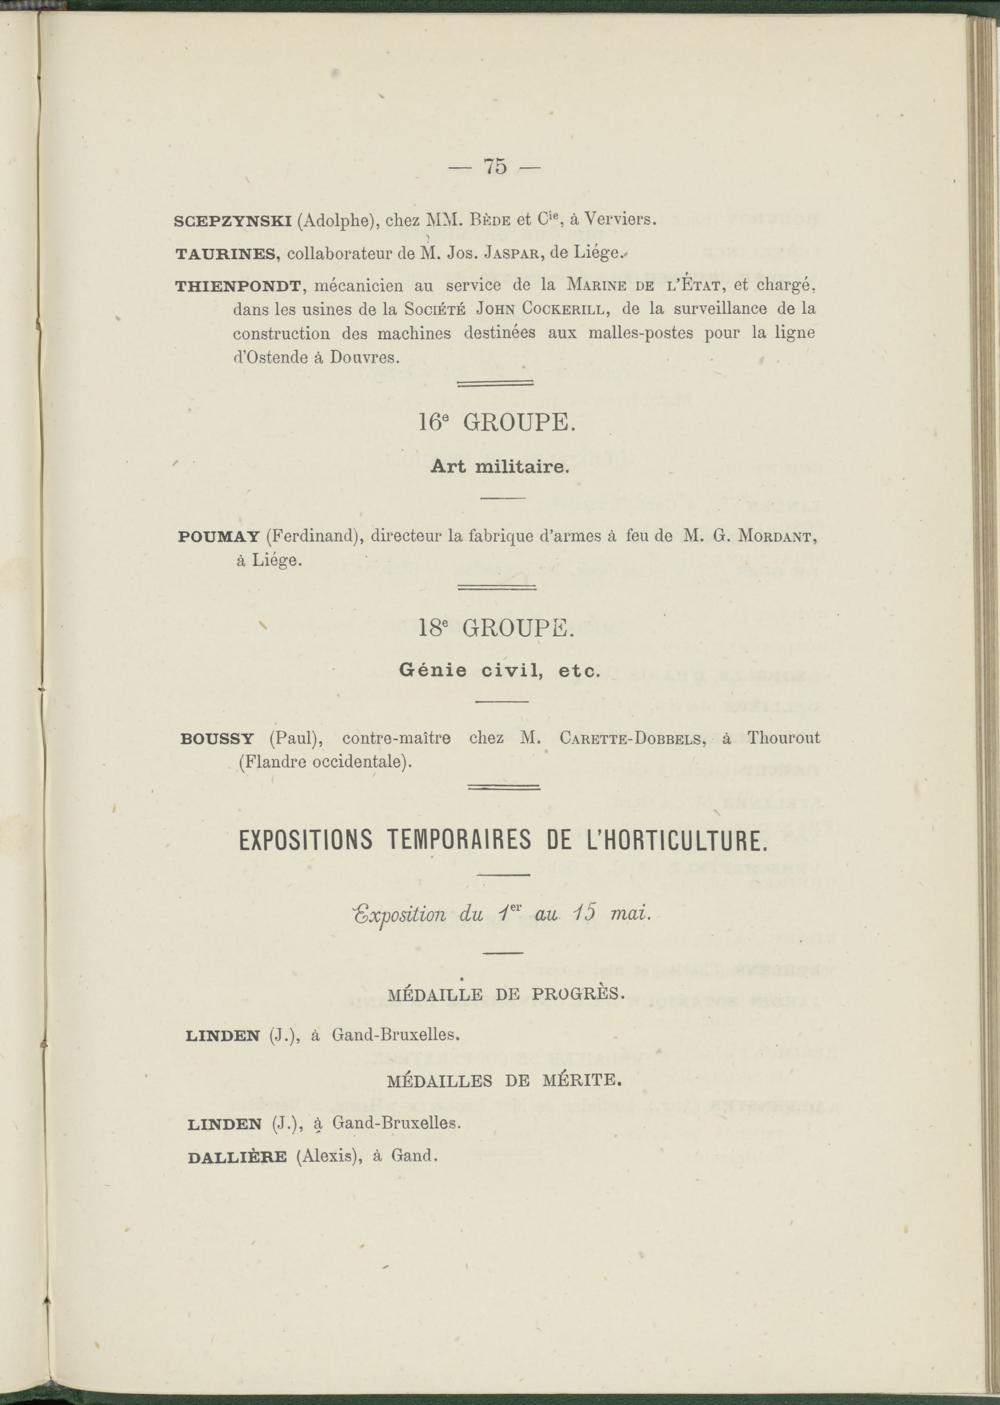 — 75 —
SCEPZYNSKI (Adolphe), chez MM. BÈDE et Cie, à Verviers.
TAURINES, collaborateur de M. Jos. JASPAR, de Liége.
THIENPONDT, mécanicien au service de la MARINE DE L'ÉTAT, et chargé,
dans les usines de la SOCIÉTÉ JOHN COCKERILL, de la surveillance de la
construction des machines destinées aux malles-postes pour la ligne
d'Ostende à Douvres.
16e GROUPE.
Art militaire.
POUMAY (Ferdinand), directeur la fabrique d'armes à feu de M. G. MORDANT,
à Liége.
18e GROUPE.
Génie civil, etc.
BOUSSY (Paul), contre-maître chez M. CARETTE-DOBBELS, à Thourout
(Flandre occidentale).
EXPOSITIONS TEMPORAIRES DE L'HORTICULTURE.
Exposition du 1er au 15 mai.
MÉDAILLE DE PROGRÈS.
LINDEN (J.), à Gand-Bruxelles.
MÉDAILLES DE MÉRITE.
LINDEN (J.), à Gand-Bruxelles.
DALLIÈRE (Alexis), à Gand.